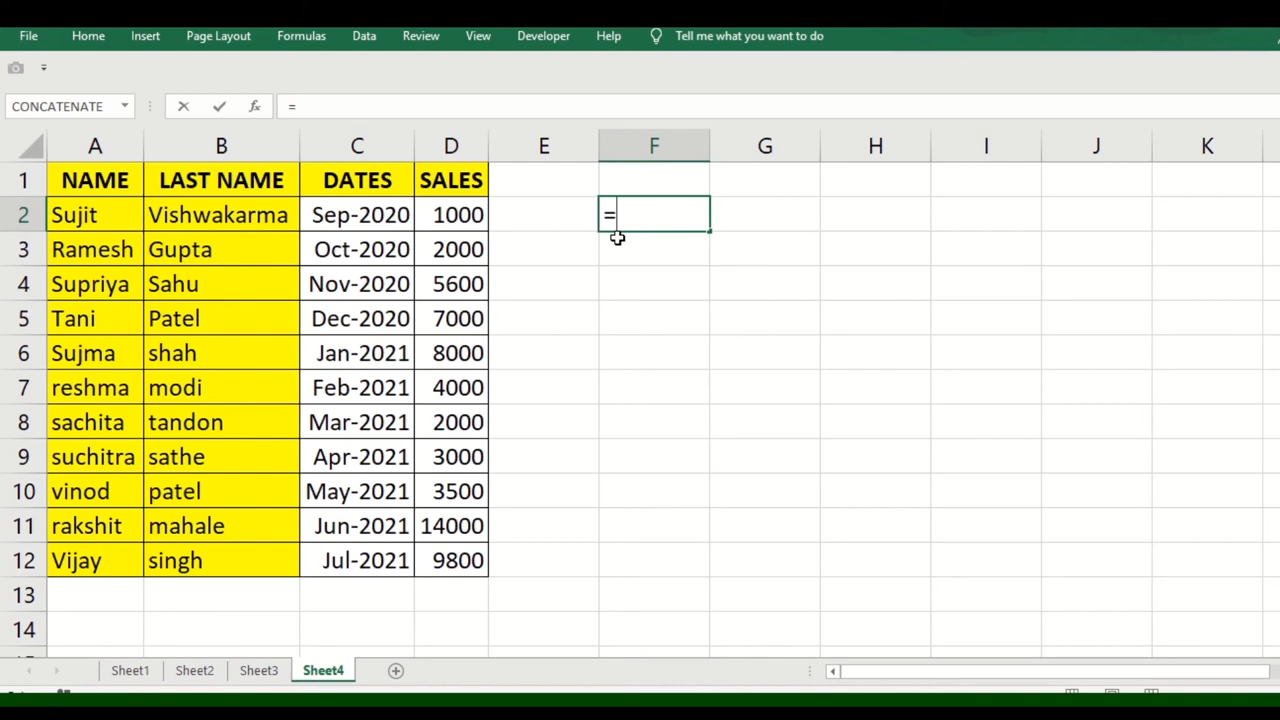 File Home Insert Page Layout Formulas Data Review View Developer Help Tell me what you want to do
CONCATENATE fx =
A B C D E F G H I J K
1 NAME LAST NAME DATES SALES
2 Sujit Vishwakarma Sep-2020 1000 =
3 Ramesh Gupta Oct-2020 2000
4 Supriya Sahu Nov-2020 5600
5 Tani Patel Dec-2020 7000
6 Sujma shah Jan-2021 8000
7 reshma modi Feb-2021 4000
8 sachita tandon Mar-2021 2000
9 suchitra sathe Apr-2021 3000
10 vinod patel May-2021 3500
11 rakshit mahale Jun-2021 14000
12 Vijay singh Jul-2021 9800
13
14
Sheet1 Sheet2 Sheet3 Sheet4